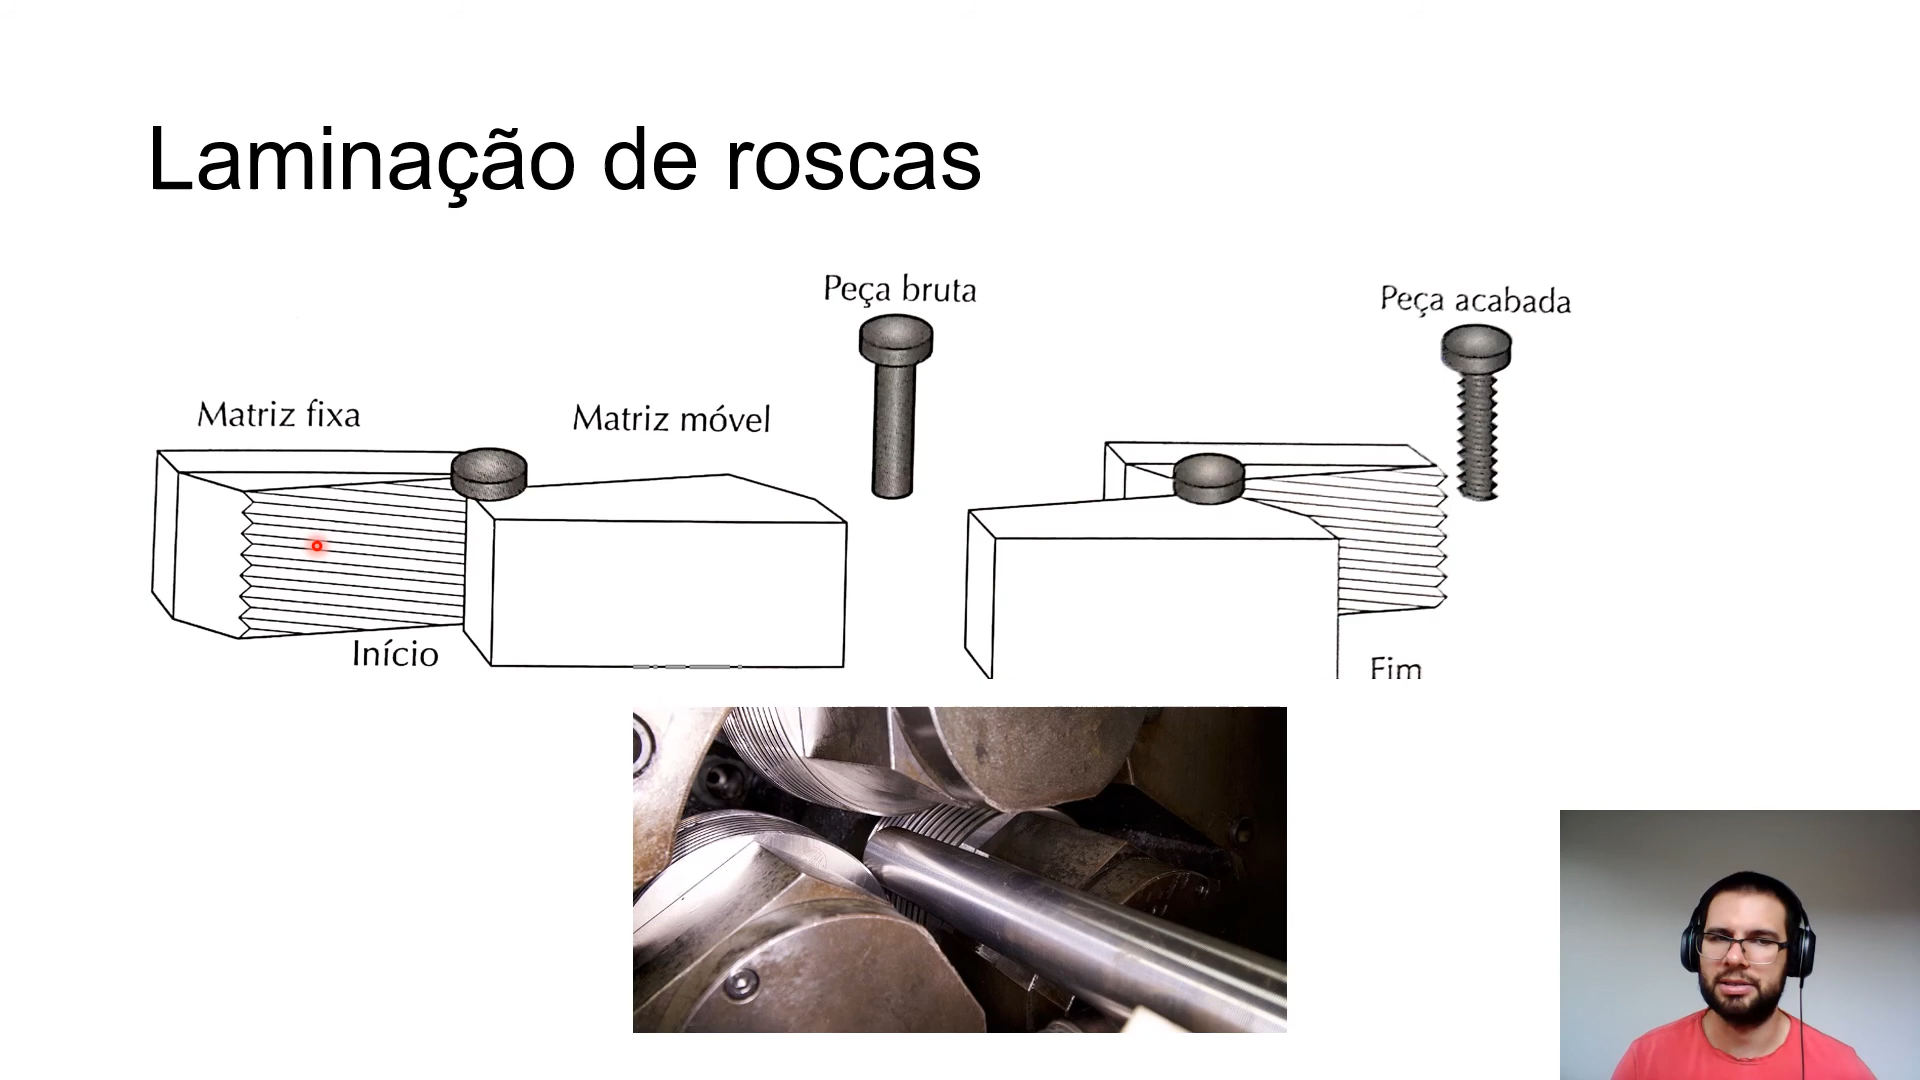 Laminação de roscas
Peça bruta
Peça acabada
Matriz fixa
Matriz móvel
Início
Fim